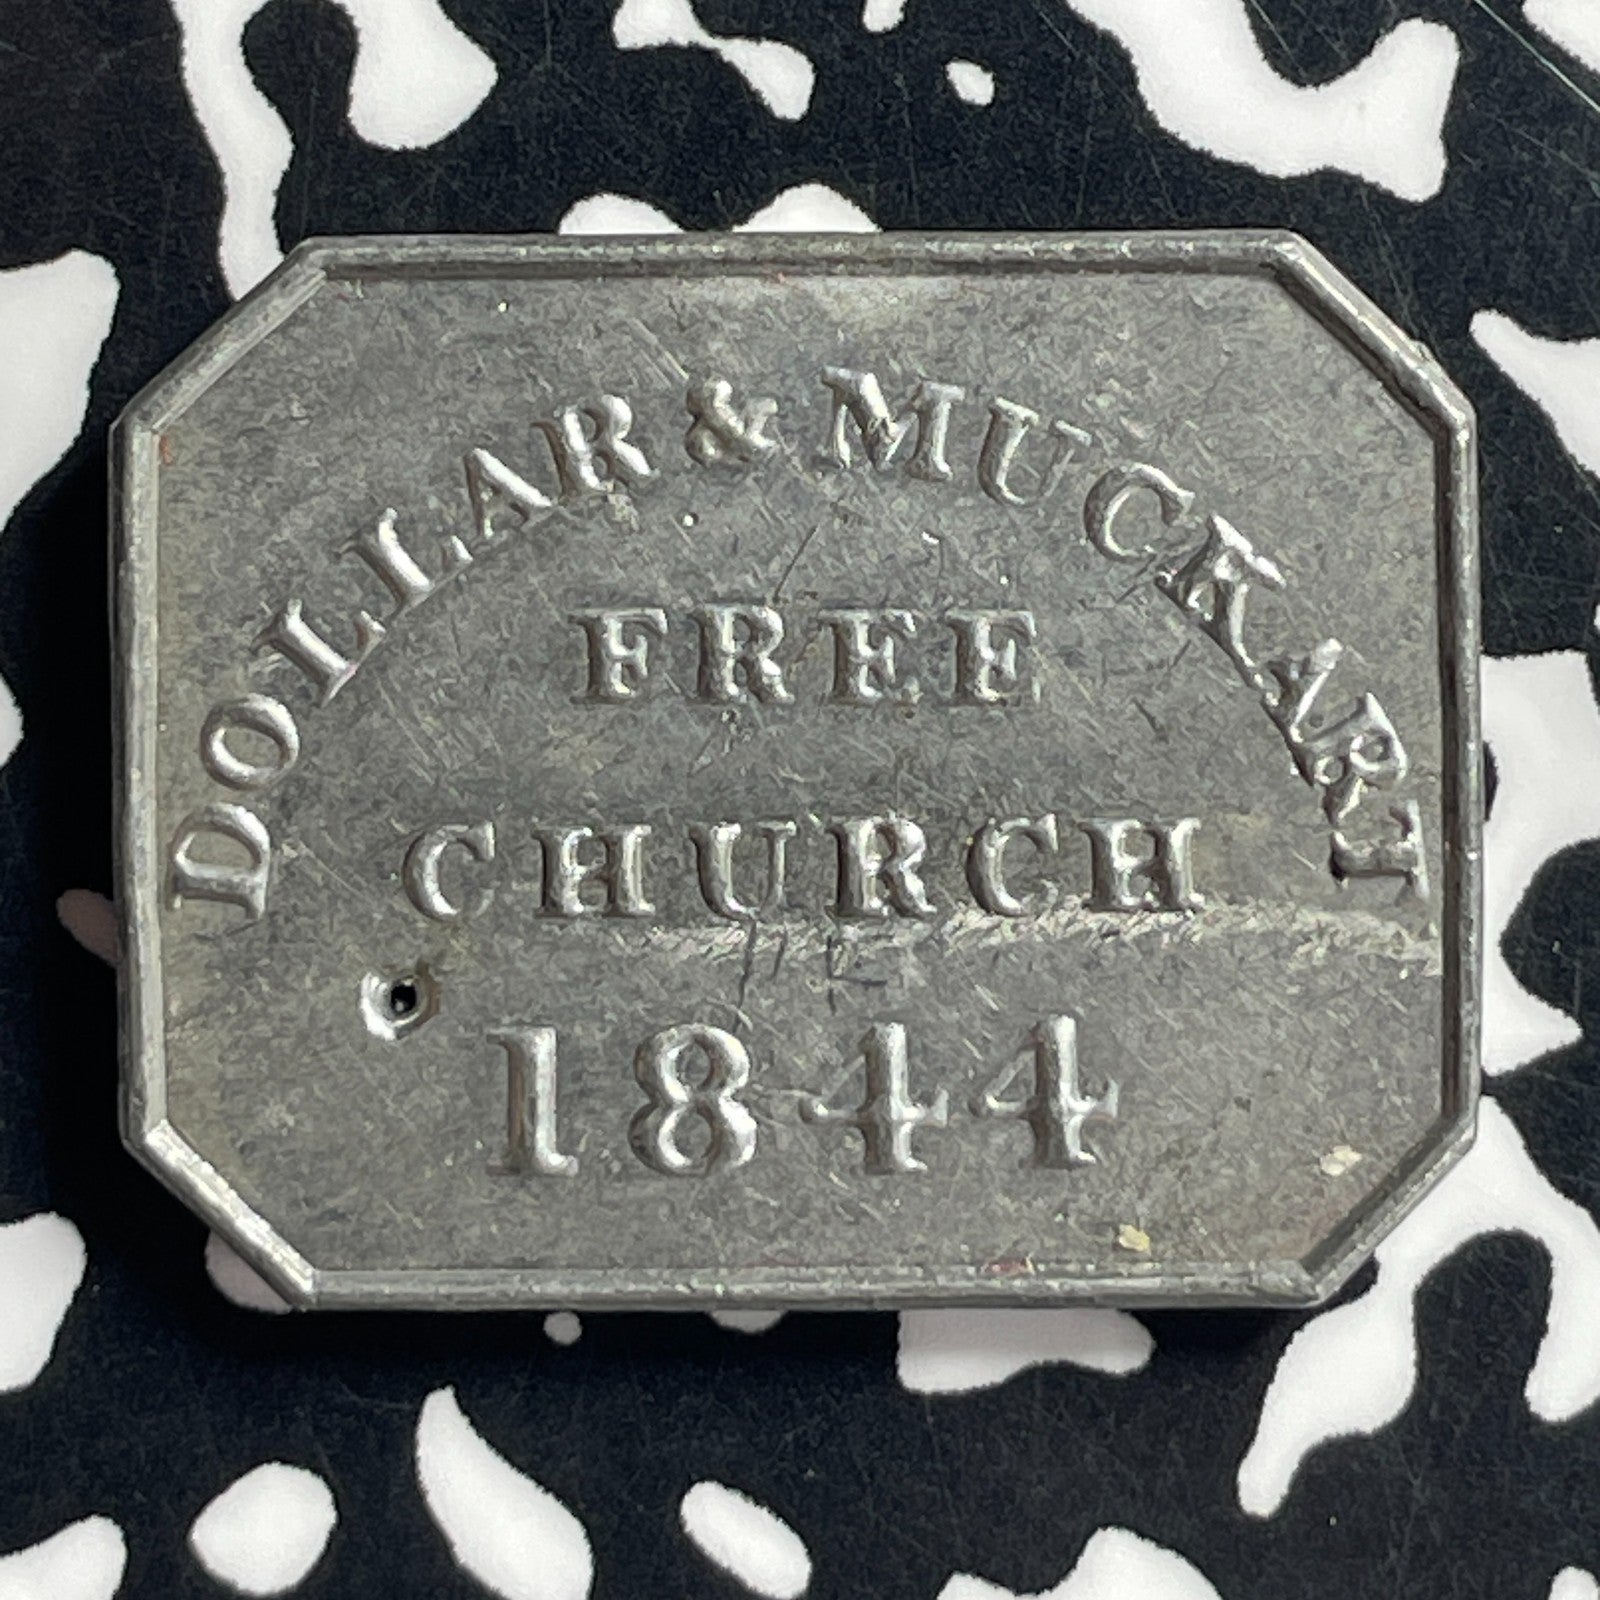 DOLLAR & MUCKART
FREE
CHURCH
1844